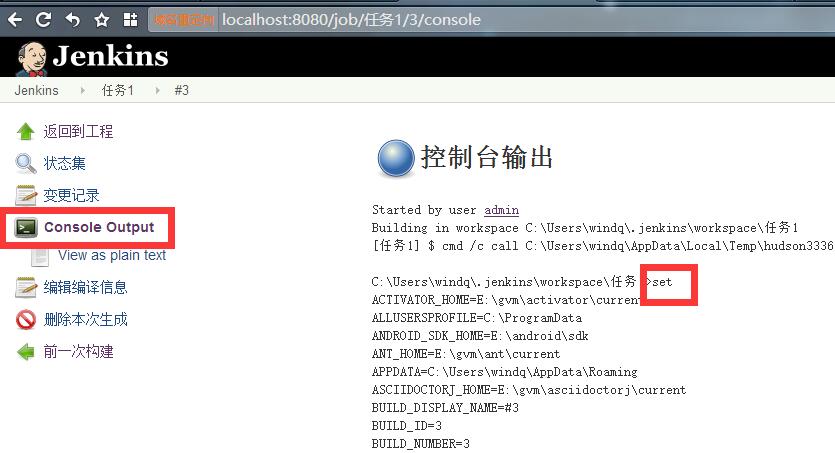 localhost:8080/job/任务1/3/console
Jenkins
Jenkins 任务1 #3
返回到工程
状态集
变更记录
Console Output
View as plain text
编辑编译信息
删除本次生成
前一次构建
控制台输出
Started by user admin
Building in workspace C:\Users\windq\.jenkins\workspace\任务1
[任务1] $ cmd /c call C:\Users\windq\AppData\Local\Temp\hudson3336
C:\Users\windq\.jenkins\workspace\任务 >set
ACTIVATOR_HOME=E:\gvm\activator\current
ALLUSERSPROFILE=C:\ProgramData
ANDROID_SDK_HOME=E:\android\sdk
ANT_HOME=E:\gvm\ant\current
APPDATA=C:\Users\windq\AppData\Roaming
ASCIIDOCTORJ_HOME=E:\gvm\asciidoctorj\current
BUILD_DISPLAY_NAME=#3
BUILD_ID=3
BUILD_NUMBER=3